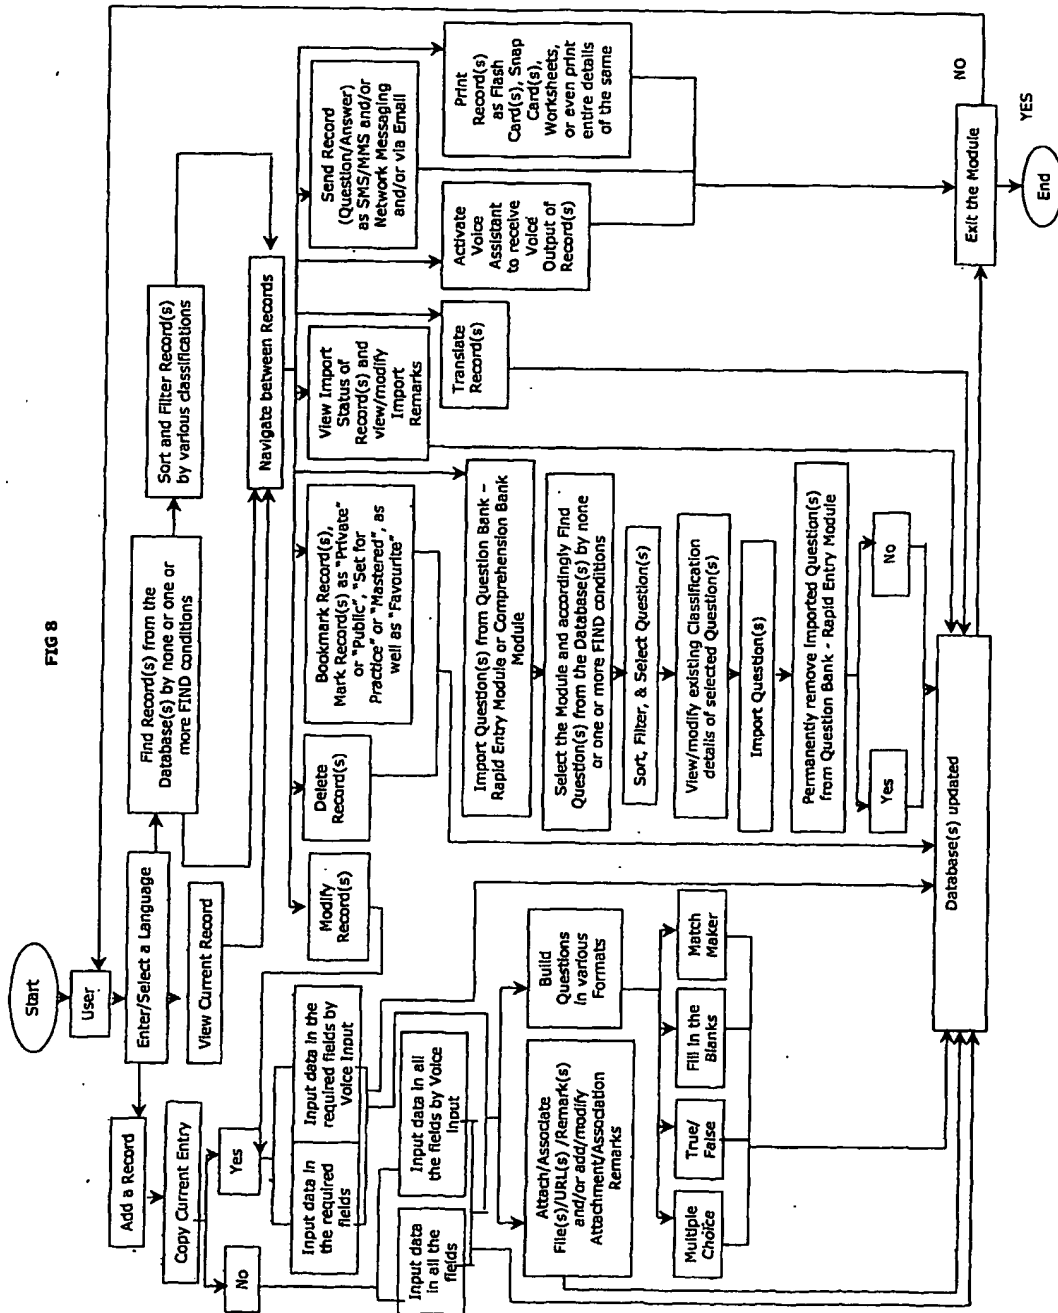 FIG 8
Start
User
Enter/Select a Language
Add a Record
View Current Record
Find Record(s) from the
Database(s) by none or one or
more FIND conditions
Sort and Filter Record(s)
by various classifications
Copy Current Entry
Navigate between Records
No
Yes
Input data in
the required
fields
Input data in the
required fields by
Voice Input
Modify
Record(s)
Delete
Record(s)
Bookmark Record(s),
Mark Record(s) as "Private"
or "Public", "Set for
Practice" or "Mastered", as
well as "Favourite"
View Import
Status of
Record(s) and
view/modify
Import
Remarks
Send Record
(Question/Answer)
as SMS/MMS and/or
Network Messaging
and/or via Email
Input data
in all the
fields
Input data in all
the fields by Voice
Input
Import Question(s) from Question Bank –
Rapid Entry Module or Comprehension Bank
Module
Translate
Record(s)
Activate
Voice
Assistant
to receive
Voice
Output of
Record(s)
Print
Record(s)
as Flash
Card(s), Snap
Card(s),
Worksheets,
or even print
entire details
of the same
Attach/Associate
File(s)/URL(s) /Remark(s)
and/or add/modify
Attachment/Association
Remarks
Build
Questions
in various
Formats
Select the Module and accordingly Find
Question(s) from the Database(s) by none
or one or more FIND conditions
Sort, Filter, & Select Question(s)
View/modify existing Classification
details of selected Question(s)
Multiple
Choice
True/
False
Fill in the
Blanks
Match
Maker
Import Question(s)
Permanently remove Imported Question(s)
from Question Bank - Rapid Entry Module
Yes
No
Database(s) updated
Exit the Module
NO
YES
End